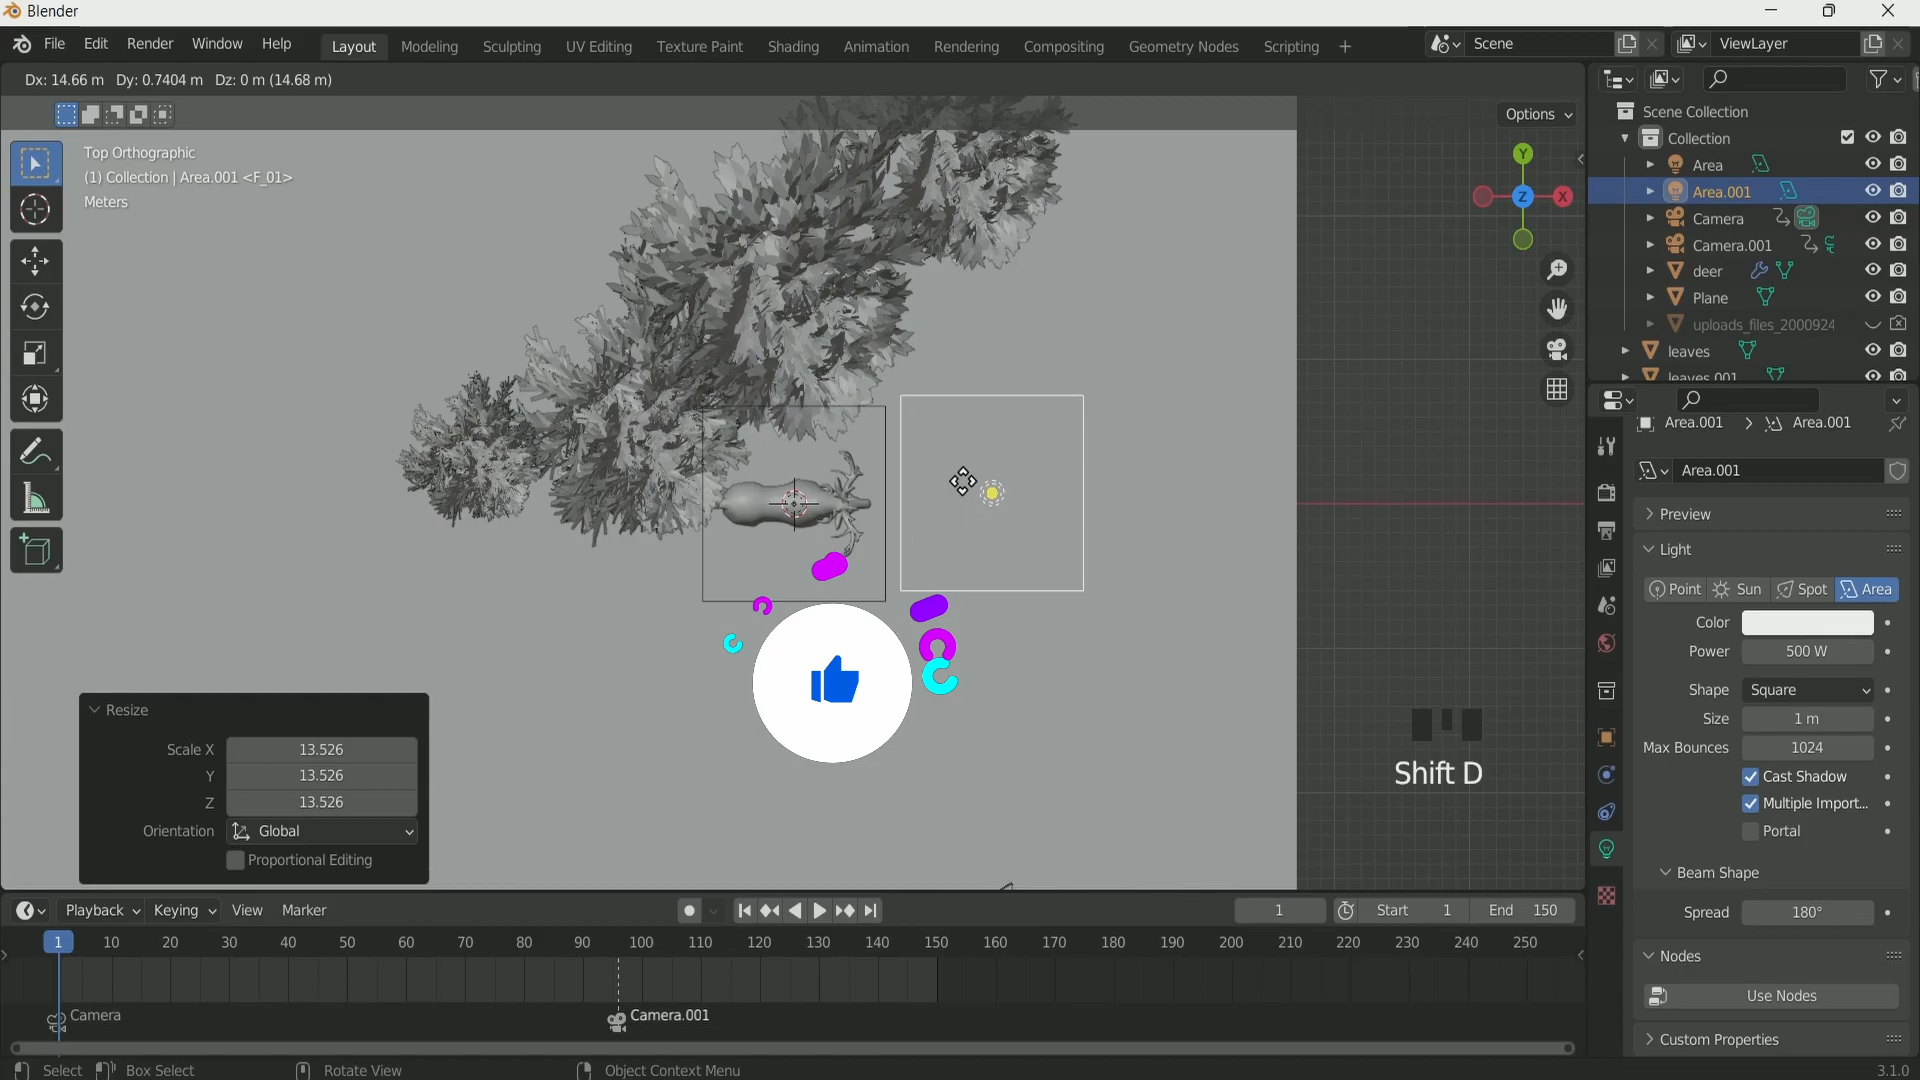 Blender
File Edit Render Window Help
Layout Modeling Sculpting UV Editing Texture Paint Shading Animation Rendering Compositing Geometry Nodes Scripting +
Scene
ViewLayer
Dx: 14.66 m Dy: 0.7404 m Dz: 0 m (14.68 m)
Options
Top Orthographic
(1) Collection | Area.001 <F_01>
Meters
Y
X
Z
Scene Collection
Collection
Area
Area.001
Camera
Camera.001
deer
Plane
uploads_files_2000924
leaves
leaves.001
Area.001 > Area.001
Area.001
Preview
Light
Point Sun Spot Area
Color
Power 500 W
Shape Square
Size 1 m
Max Bounces 1024
Cast Shadow
Multiple Import...
Portal
Beam Shape
Spread 180°
Nodes
Use Nodes
Custom Properties
Resize
Scale X 13.526
Y 13.526
Z 13.526
Orientation Global
Proportional Editing
Shift D
Playback Keying View Marker
1 Start 1 End 150
1 10 20 30 40 50 60 70 80 90 100 110 120 130 140 150 160 170 180 190 200 210 220 230 240 250
Camera
Camera.001
Select Box Select Rotate View Object Context Menu
3.1.0